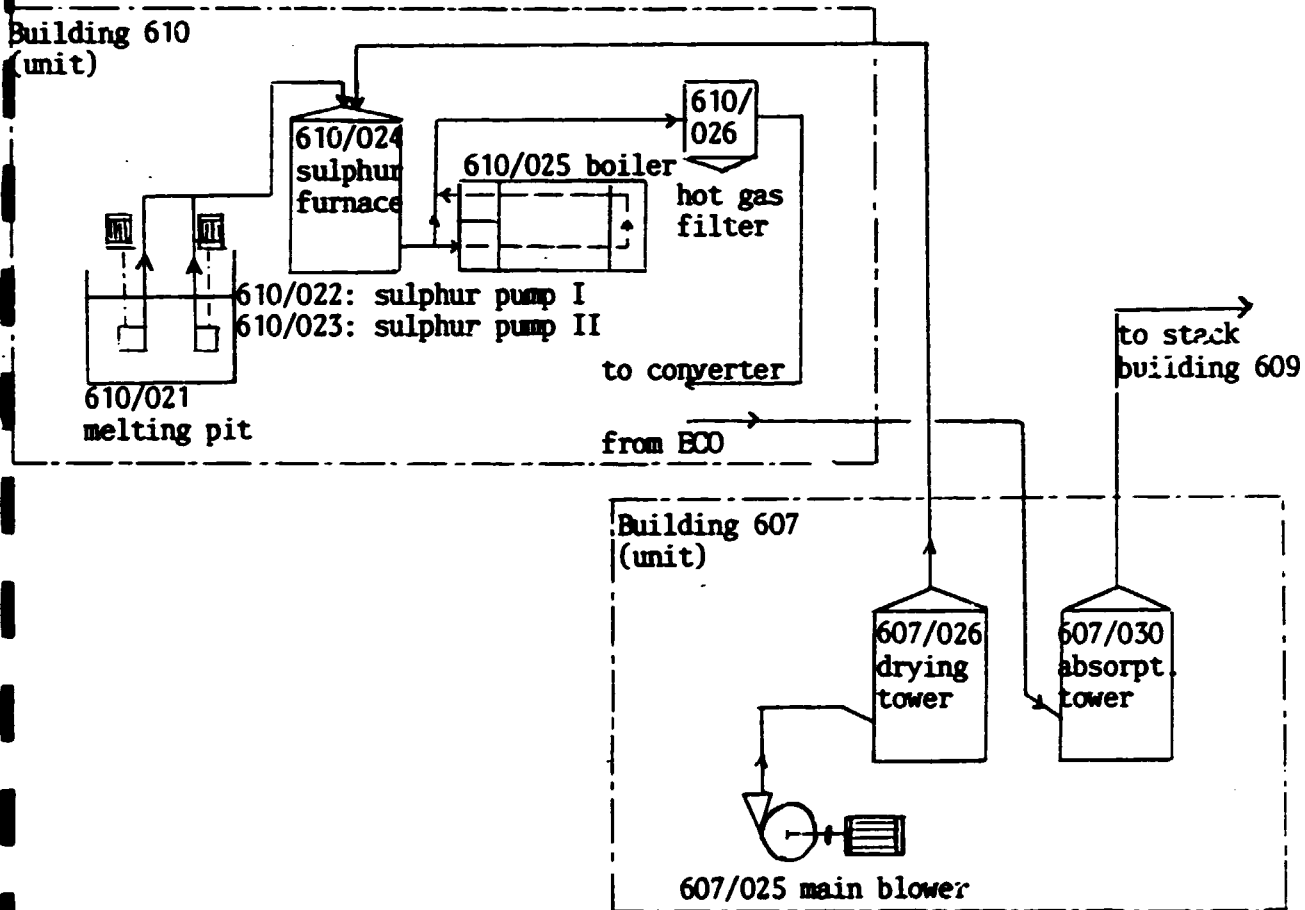 Building 610
(unit)
610/024
sulphur
furnace
610/025 boiler
610/
026
hot gas
filter
610/022: sulphur pump I
610/023: sulphur pump II
610/021
melting pit
to converter
from ECO
to stack
building 609
Building 607
(unit)
607/026
drying
tower
607/030
absorpt.
tower
607/025 main blower